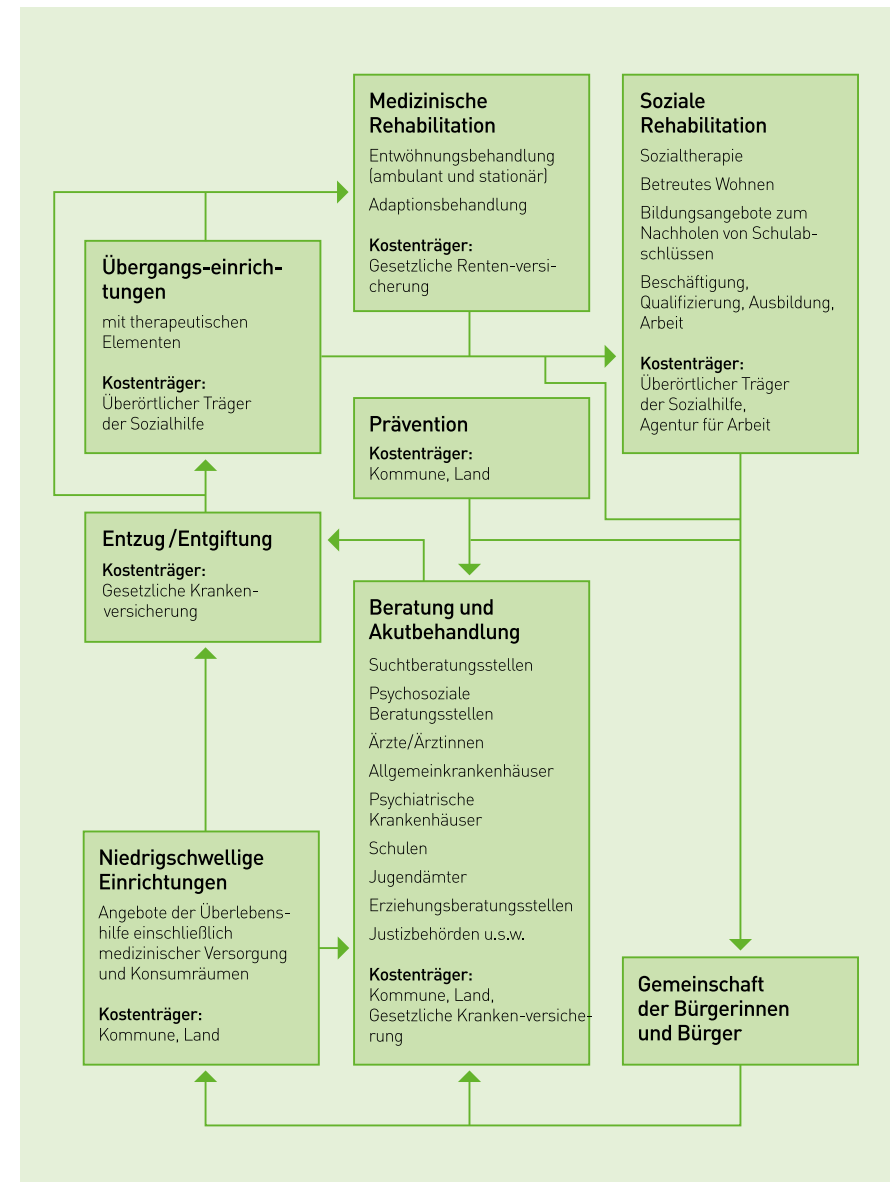 Medizinische
Rehabilitation
Entwöhnungsbehandlung
(ambulant und stationär)
Adaptionsbehandlung
Kostenträger:
Gesetzliche Renten-versi-
cherung
Soziale
Rehabilitation
Sozialtherapie
Betreutes Wohnen
Bildungsangebote zum
Nachholen von Schulab-
schlüssen
Beschäftigung,
Qualifizierung, Ausbildung,
Arbeit
Kostenträger:
Überörtlicher Träger
der Sozialhilfe,
Agentur für Arbeit
Übergangs-einrich-
tungen
mit therapeutischen
Elementen
Kostenträger:
Überörtlicher Träger
der Sozialhilfe
Prävention
Kostenträger:
Kommune, Land
Entzug/Entgiftung
Kostenträger:
Gesetzliche Kranken-
versicherung
Beratung und
Akutbehandlung
Suchtberatungsstellen
Psychosoziale
Beratungsstellen
Ärzte/Ärztinnen
Allgemeinkrankenhäuser
Psychiatrische
Krankenhäuser
Schulen
Jugendämter
Erziehungsberatungsstellen
Justizbehörden u.s.w.
Kostenträger:
Kommune, Land,
Gesetzliche Kranken-versiche-
rung
Niedrigschwellige
Einrichtungen
Angebote der Überlebens-
hilfe einschließlich
medizinischer Versorgung
und Konsumräumen
Kostenträger:
Kommune, Land
Gemeinschaft
der Bürgerinnen
und Bürger